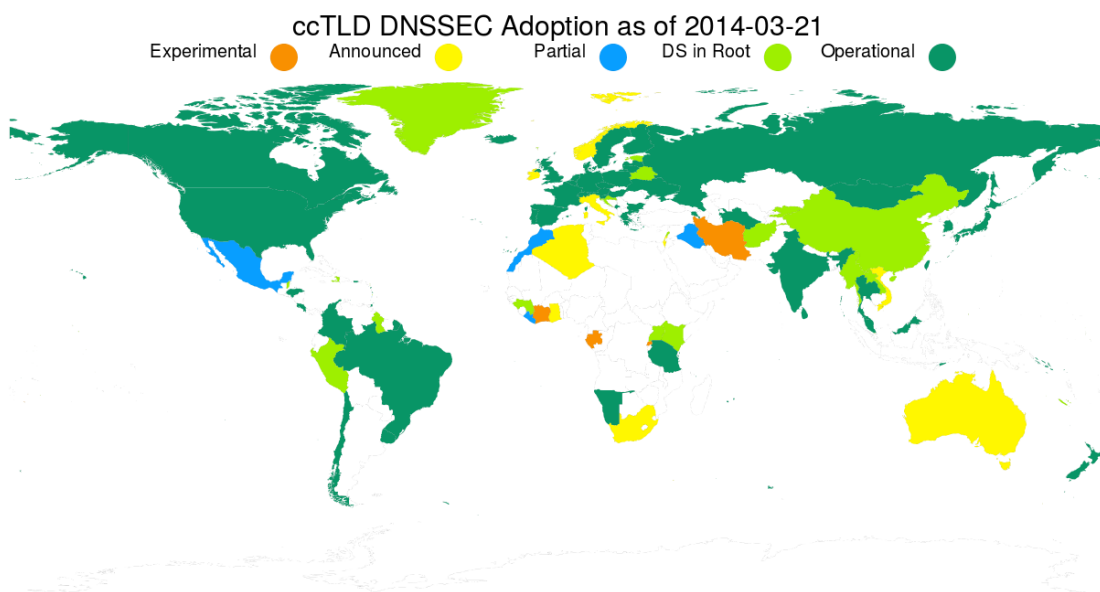 ccTLD DNSSEC Adoption as of 2014-03-21
Experimental Announced Partial DS in Root Operational